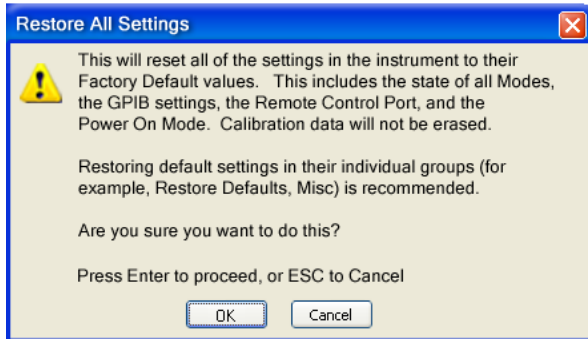 Restore All Settings
This will reset all of the settings in the instrument to their
Factory Default values. This includes the state of all Modes,
the GPIB settings, the Remote Control Port, and the
Power On Mode. Calibration data will not be erased.
Restoring default settings in their individual groups (for
example, Restore Defaults, Misc) is recommended.
Are you sure you want to do this?
Press Enter to proceed, or ESC to Cancel
OK
Cancel